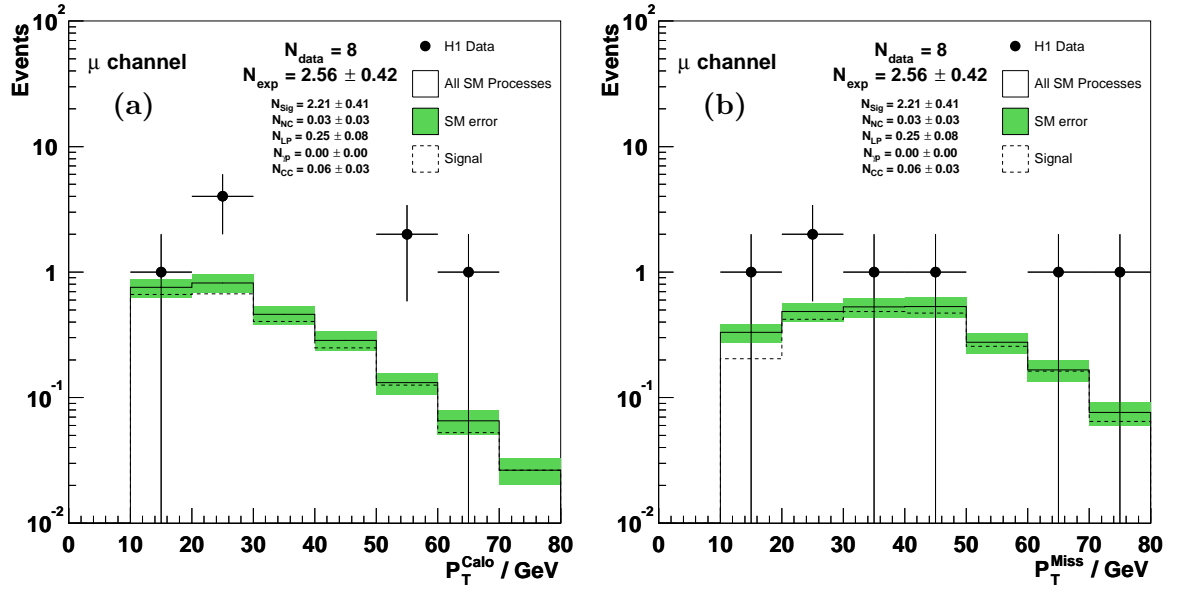 Events
10²
10
1
10⁻¹
10⁻²
μ channel
(a)
N_data = 8
N_exp = 2.56 ± 0.42
N_Sig = 2.21 ± 0.41
N_NC = 0.03 ± 0.03
N_LP = 0.25 ± 0.08
N_γp = 0.00 ± 0.00
N_CC = 0.06 ± 0.03
H1 Data
All SM Processes
SM error
Signal
0 10 20 30 40 50 60 70 80
P_T^Calo / GeV
Events
10²
10
1
10⁻¹
10⁻²
μ channel
(b)
N_data = 8
N_exp = 2.56 ± 0.42
N_Sig = 2.21 ± 0.41
N_NC = 0.03 ± 0.03
N_LP = 0.25 ± 0.08
N_γp = 0.00 ± 0.00
N_CC = 0.06 ± 0.03
H1 Data
All SM Processes
SM error
Signal
0 10 20 30 40 50 60 70 80
P_T^Miss / GeV